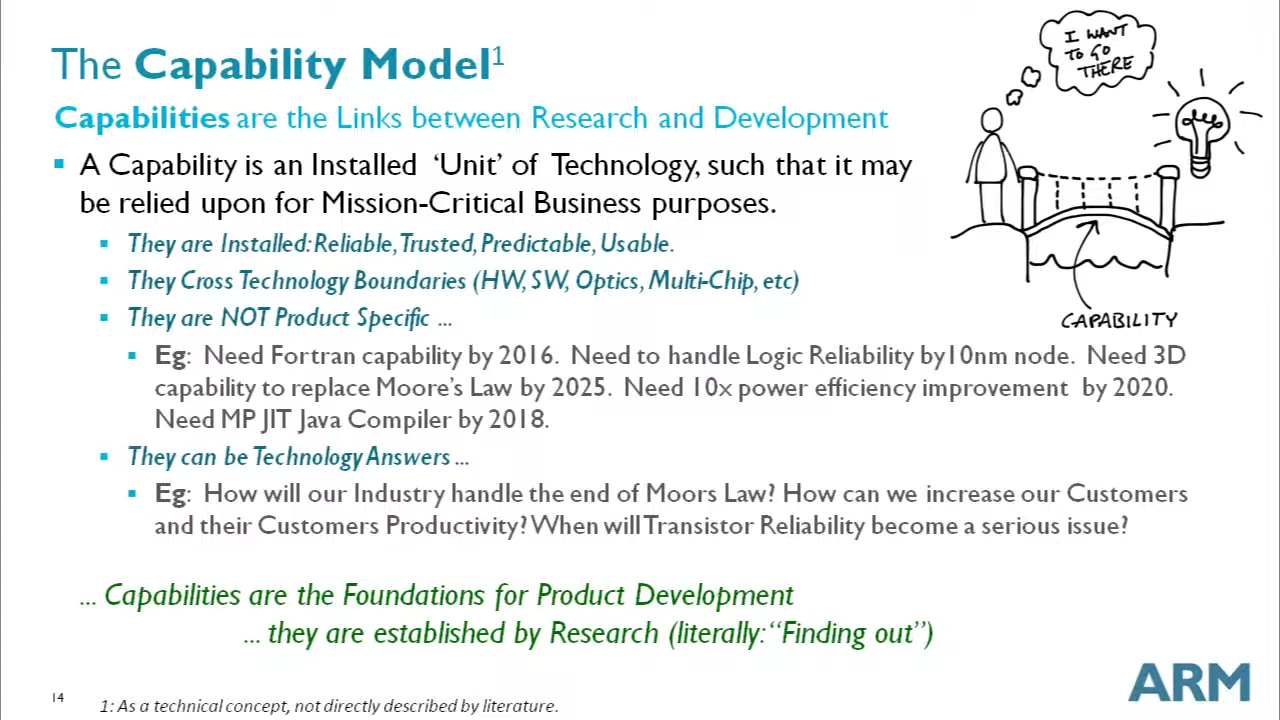 The Capability Model1
Capabilities are the Links between Research and Development
▪ A Capability is an Installed ‘Unit’ of Technology, such that it may
be relied upon for Mission-Critical Business purposes.
▪ They are Installed: Reliable, Trusted, Predictable, Usable.
▪ They Cross Technology Boundaries (HW, SW, Optics, Multi-Chip, etc)
▪ They are NOT Product Specific ...
▪ Eg: Need Fortran capability by 2016. Need to handle Logic Reliability by10nm node. Need 3D
capability to replace Moore’s Law by 2025. Need 10x power efficiency improvement by 2020.
Need MP JIT Java Compiler by 2018.
▪ They can be Technology Answers ...
▪ Eg: How will our Industry handle the end of Moors Law? How can we increase our Customers
and their Customers Productivity? When will Transistor Reliability become a serious issue?
... Capabilities are the Foundations for Product Development
... they are established by Research (literally: “Finding out”)
I WANT
TO GO
THERE
CAPABILITY
14
1: As a technical concept, not directly described by literature.
ARM